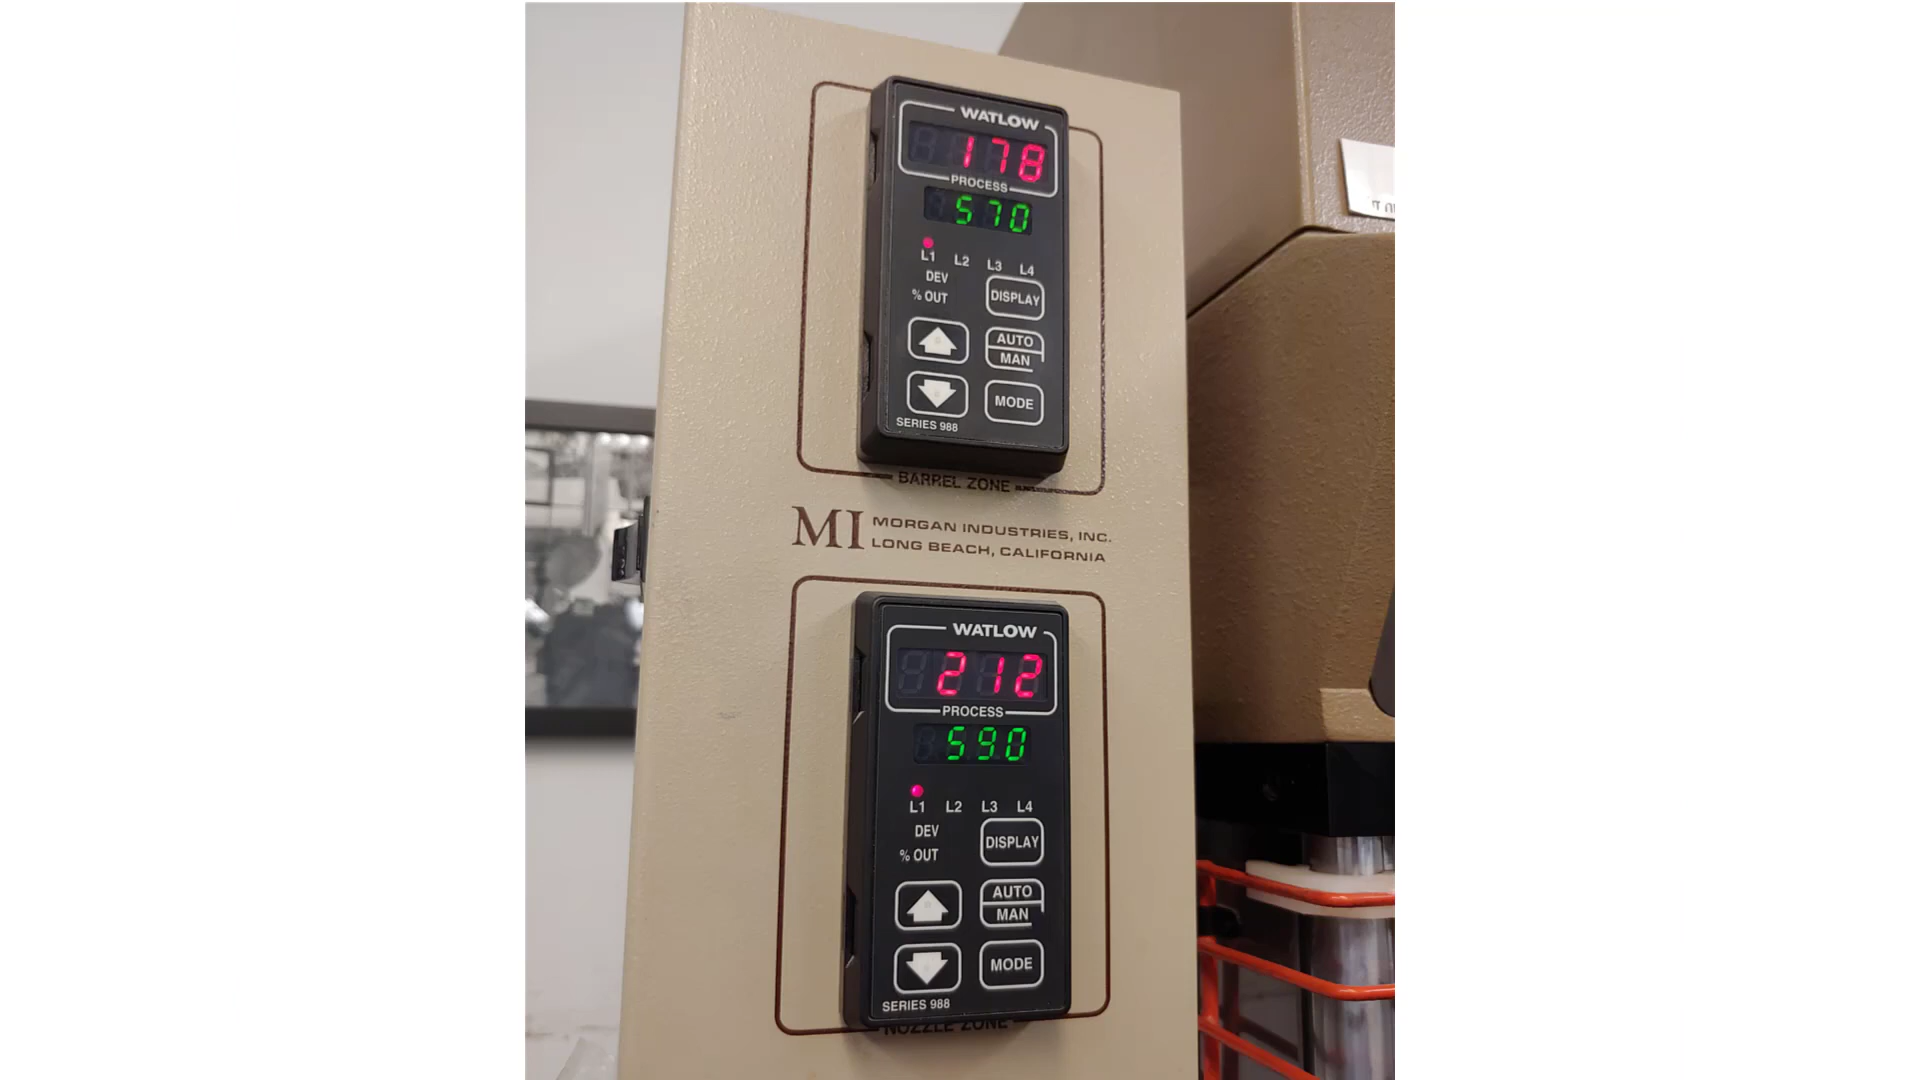 WATLOW
178
PROCESS
570
L1 L2 L3 L4
DEV
% OUT
DISPLAY
AUTO
MAN
MODE
SERIES 988
BARREL ZONE
MI MORGAN INDUSTRIES, INC.
LONG BEACH, CALIFORNIA
WATLOW
212
PROCESS
590
L1 L2 L3 L4
DEV
% OUT
DISPLAY
AUTO
MAN
MODE
SERIES 988
NOZZLE ZONE